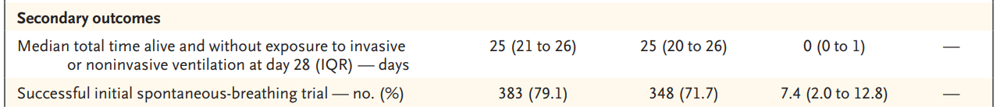 Secondary outcomes
Median total time alive and without exposure to invasive
or noninvasive ventilation at day 28 (IQR) — days 25 (21 to 26) 25 (20 to 26) 0 (0 to 1) —
Successful initial spontaneous-breathing trial — no. (%) 383 (79.1) 348 (71.7) 7.4 (2.0 to 12.8) —